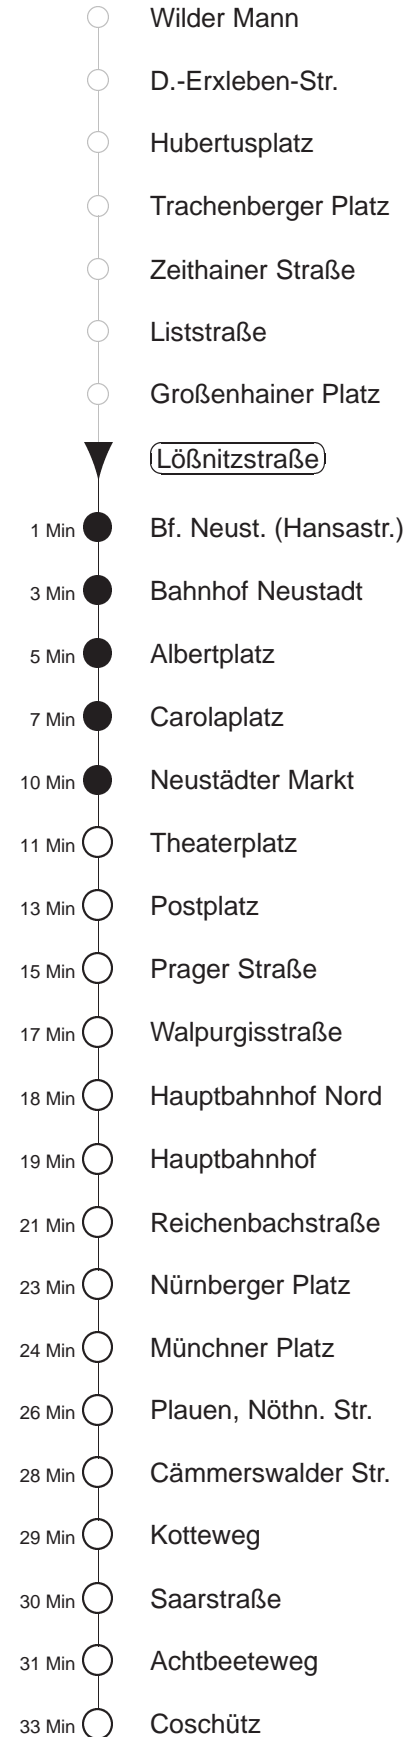 Wilder Mann
D.-Erxleben-Str.
Hubertusplatz
Trachenberger Platz
Zeithainer Straße
Liststraße
Großenhainer Platz
Lößnitzstraße
1 Min Bf. Neust. (Hansastr.)
3 Min Bahnhof Neustadt
5 Min Albertplatz
7 Min Carolaplatz
10 Min Neustädter Markt
11 Min Theaterplatz
13 Min Postplatz
15 Min Prager Straße
17 Min Walpurgisstraße
18 Min Hauptbahnhof Nord
19 Min Hauptbahnhof
21 Min Reichenbachstraße
23 Min Nürnberger Platz
24 Min Münchner Platz
26 Min Plauen, Nöthn. Str.
28 Min Cämmerswalder Str.
29 Min Kotteweg
30 Min Saarstraße
31 Min Achtbeeteweg
33 Min Coschütz